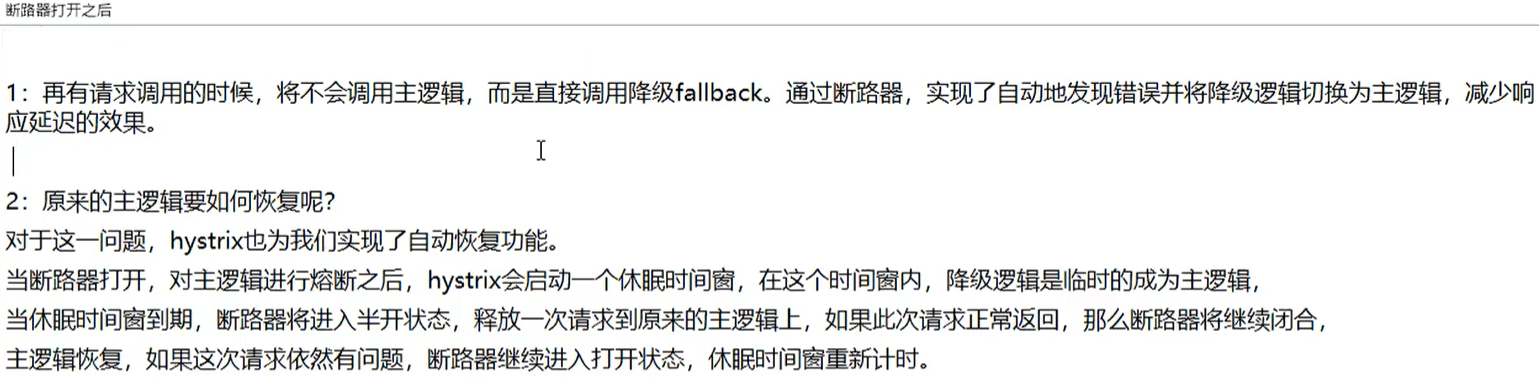 断路器打开之后
1：再有请求调用的时候，将不会调用主逻辑，而是直接调用降级fallback。通过断路器，实现了自动地发现错误并将降级逻辑切换为主逻辑，减少响
应延迟的效果。
2：原来的主逻辑要如何恢复呢？
对于这一问题，hystrix也为我们实现了自动恢复功能。
当断路器打开，对主逻辑进行熔断之后，hystrix会启动一个休眠时间窗，在这个时间窗内，降级逻辑是临时的成为主逻辑，
当休眠时间窗到期，断路器将进入半开状态，释放一次请求到原来的主逻辑上，如果此次请求正常返回，那么断路器将继续闭合，
主逻辑恢复，如果这次请求依然有问题，断路器继续进入打开状态，休眠时间窗重新计时。